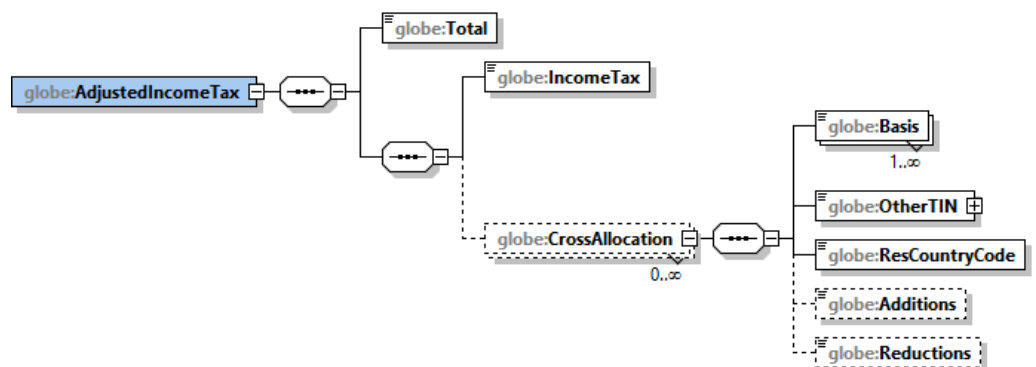 globe:Total
globe:IncomeTax
globe:AdjustedIncomeTax
globe:Basis
1..∞
globe:OtherTIN
globe:CrossAllocation
0..∞
globe:ResCountryCode
globe:Additions
globe:Reductions